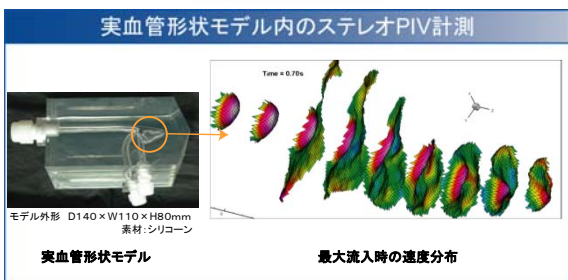 実血管形状モデル内のステレオPIV計測
Time = 0.70s
モデル外形 D140×W110×H80mm
素材:シリコーン
実血管形状モデル
最大流入時の速度分布